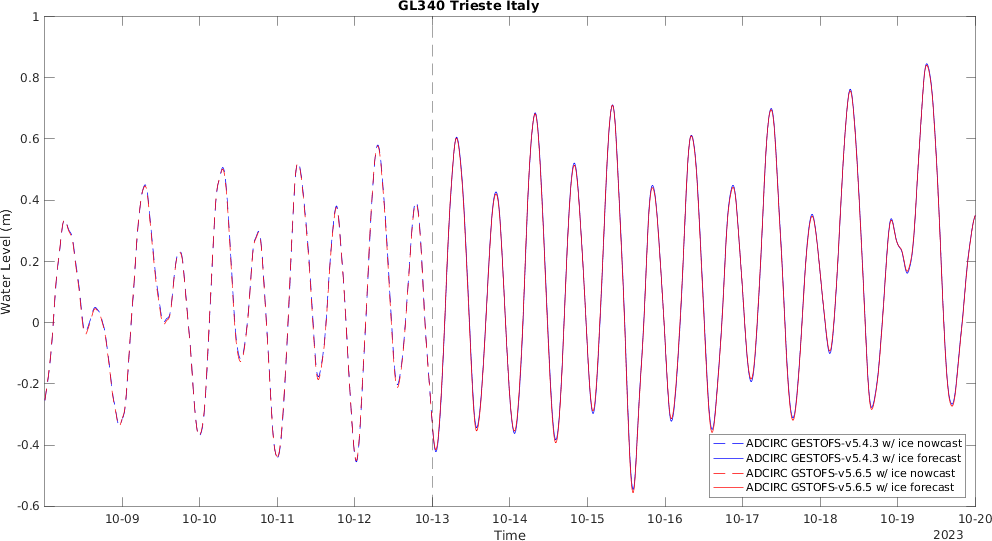 GL340 Trieste Italy
1
0.8
0.6
0.4
0.2
0
-0.2
-0.4
-0.6
Water Level (m)
ADCIRC GESTOFS-v5.4.3 w/ ice nowcast
ADCIRC GESTOFS-v5.4.3 w/ ice forecast
ADCIRC GSTOFS-v5.6.5 w/ ice nowcast
ADCIRC GSTOFS-v5.6.5 w/ ice forecast
10-09 10-10 10-11 10-12 10-13 10-14 10-15 10-16 10-17 10-18 10-19 10-20
Time
2023